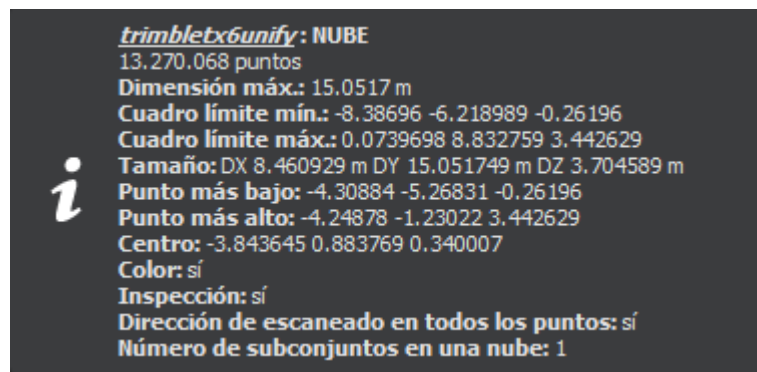 trimbletx6unify : NUBE
13.270.068 puntos
Dimensión máx.: 15.0517 m
Cuadro límite mín.: -8.38696 -6.218989 -0.26196
Cuadro límite máx.: 0.0739698 8.832759 3.442629
Tamaño: DX 8.460929 m DY 15.051749 m DZ 3.704589 m
Punto más bajo: -4.30884 -5.26831 -0.26196
Punto más alto: -4.24878 -1.23022 3.442629
Centro: -3.843645 0.883769 0.340007
Color: sí
Inspección: sí
Dirección de escaneado en todos los puntos: sí
Número de subconjuntos en una nube: 1